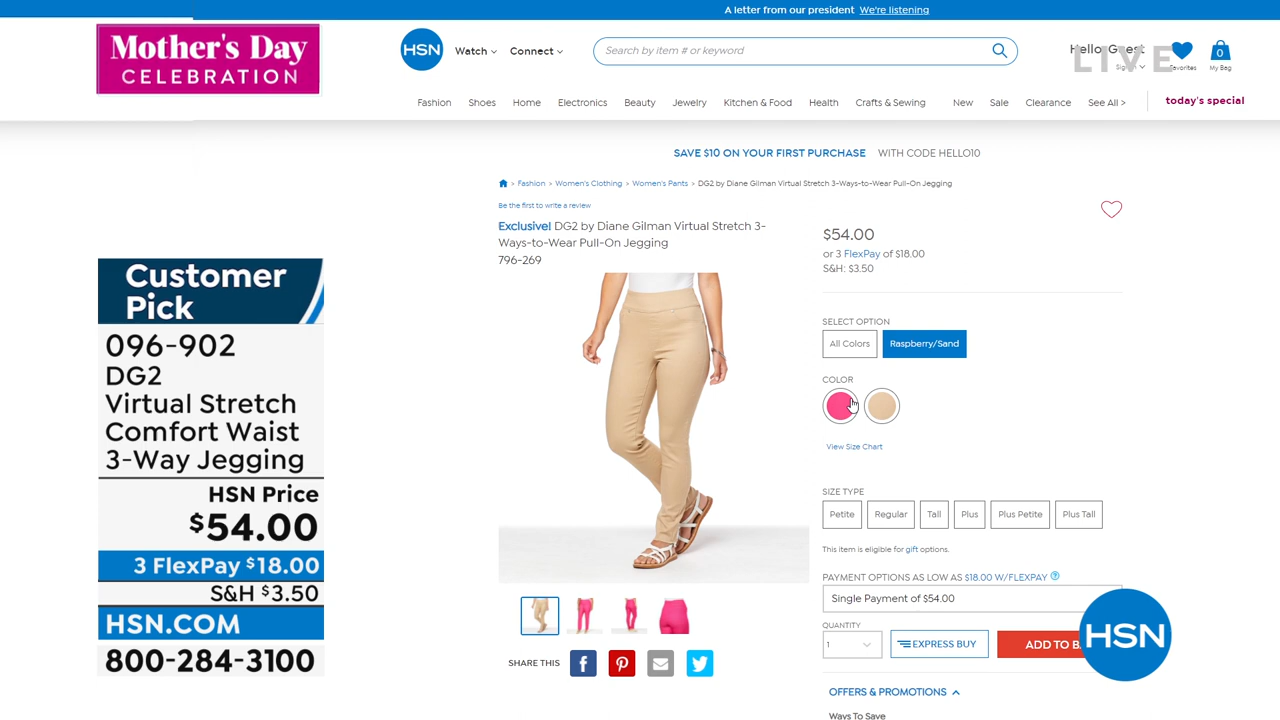 A letter from our president We're listening
Mother's Day
CELEBRATION
HSN
Watch
Connect
Search by item # or keyword
Hello Guest
LIVE
Favorites
0
My Bag
Fashion Shoes Home Electronics Beauty Jewelry Kitchen & Food Health Crafts & Sewing New Sale Clearance See All >
today's special
SAVE $10 ON YOUR FIRST PURCHASE WITH CODE HELLO10
> Fashion > Women's Clothing > Women's Pants > DG2 by Diane Gilman Virtual Stretch 3-Ways-to-Wear Pull-On Jegging
Be the first to write a review
Exclusive! DG2 by Diane Gilman Virtual Stretch 3-
Ways-to-Wear Pull-On Jegging
796-269
$54.00
or 3 FlexPay of $18.00
S&H: $3.50
SELECT OPTION
All Colors
Raspberry/Sand
COLOR
View Size Chart
SIZE TYPE
Petite
Regular
Tall
Plus
Plus Petite
Plus Tall
This item is eligible for gift options.
PAYMENT OPTIONS AS LOW AS $18.00 W/FLEXPAY ?
Single Payment of $54.00
QUANTITY
1
EXPRESS BUY
ADD TO
HSN
OFFERS & PROMOTIONS
Ways To Save
SHARE THIS
Customer
Pick
096-902
DG2
Virtual Stretch
Comfort Waist
3-Way Jegging
HSN Price
$54.00
3 FlexPay $18.00
S&H $3.50
HSN.COM
800-284-3100